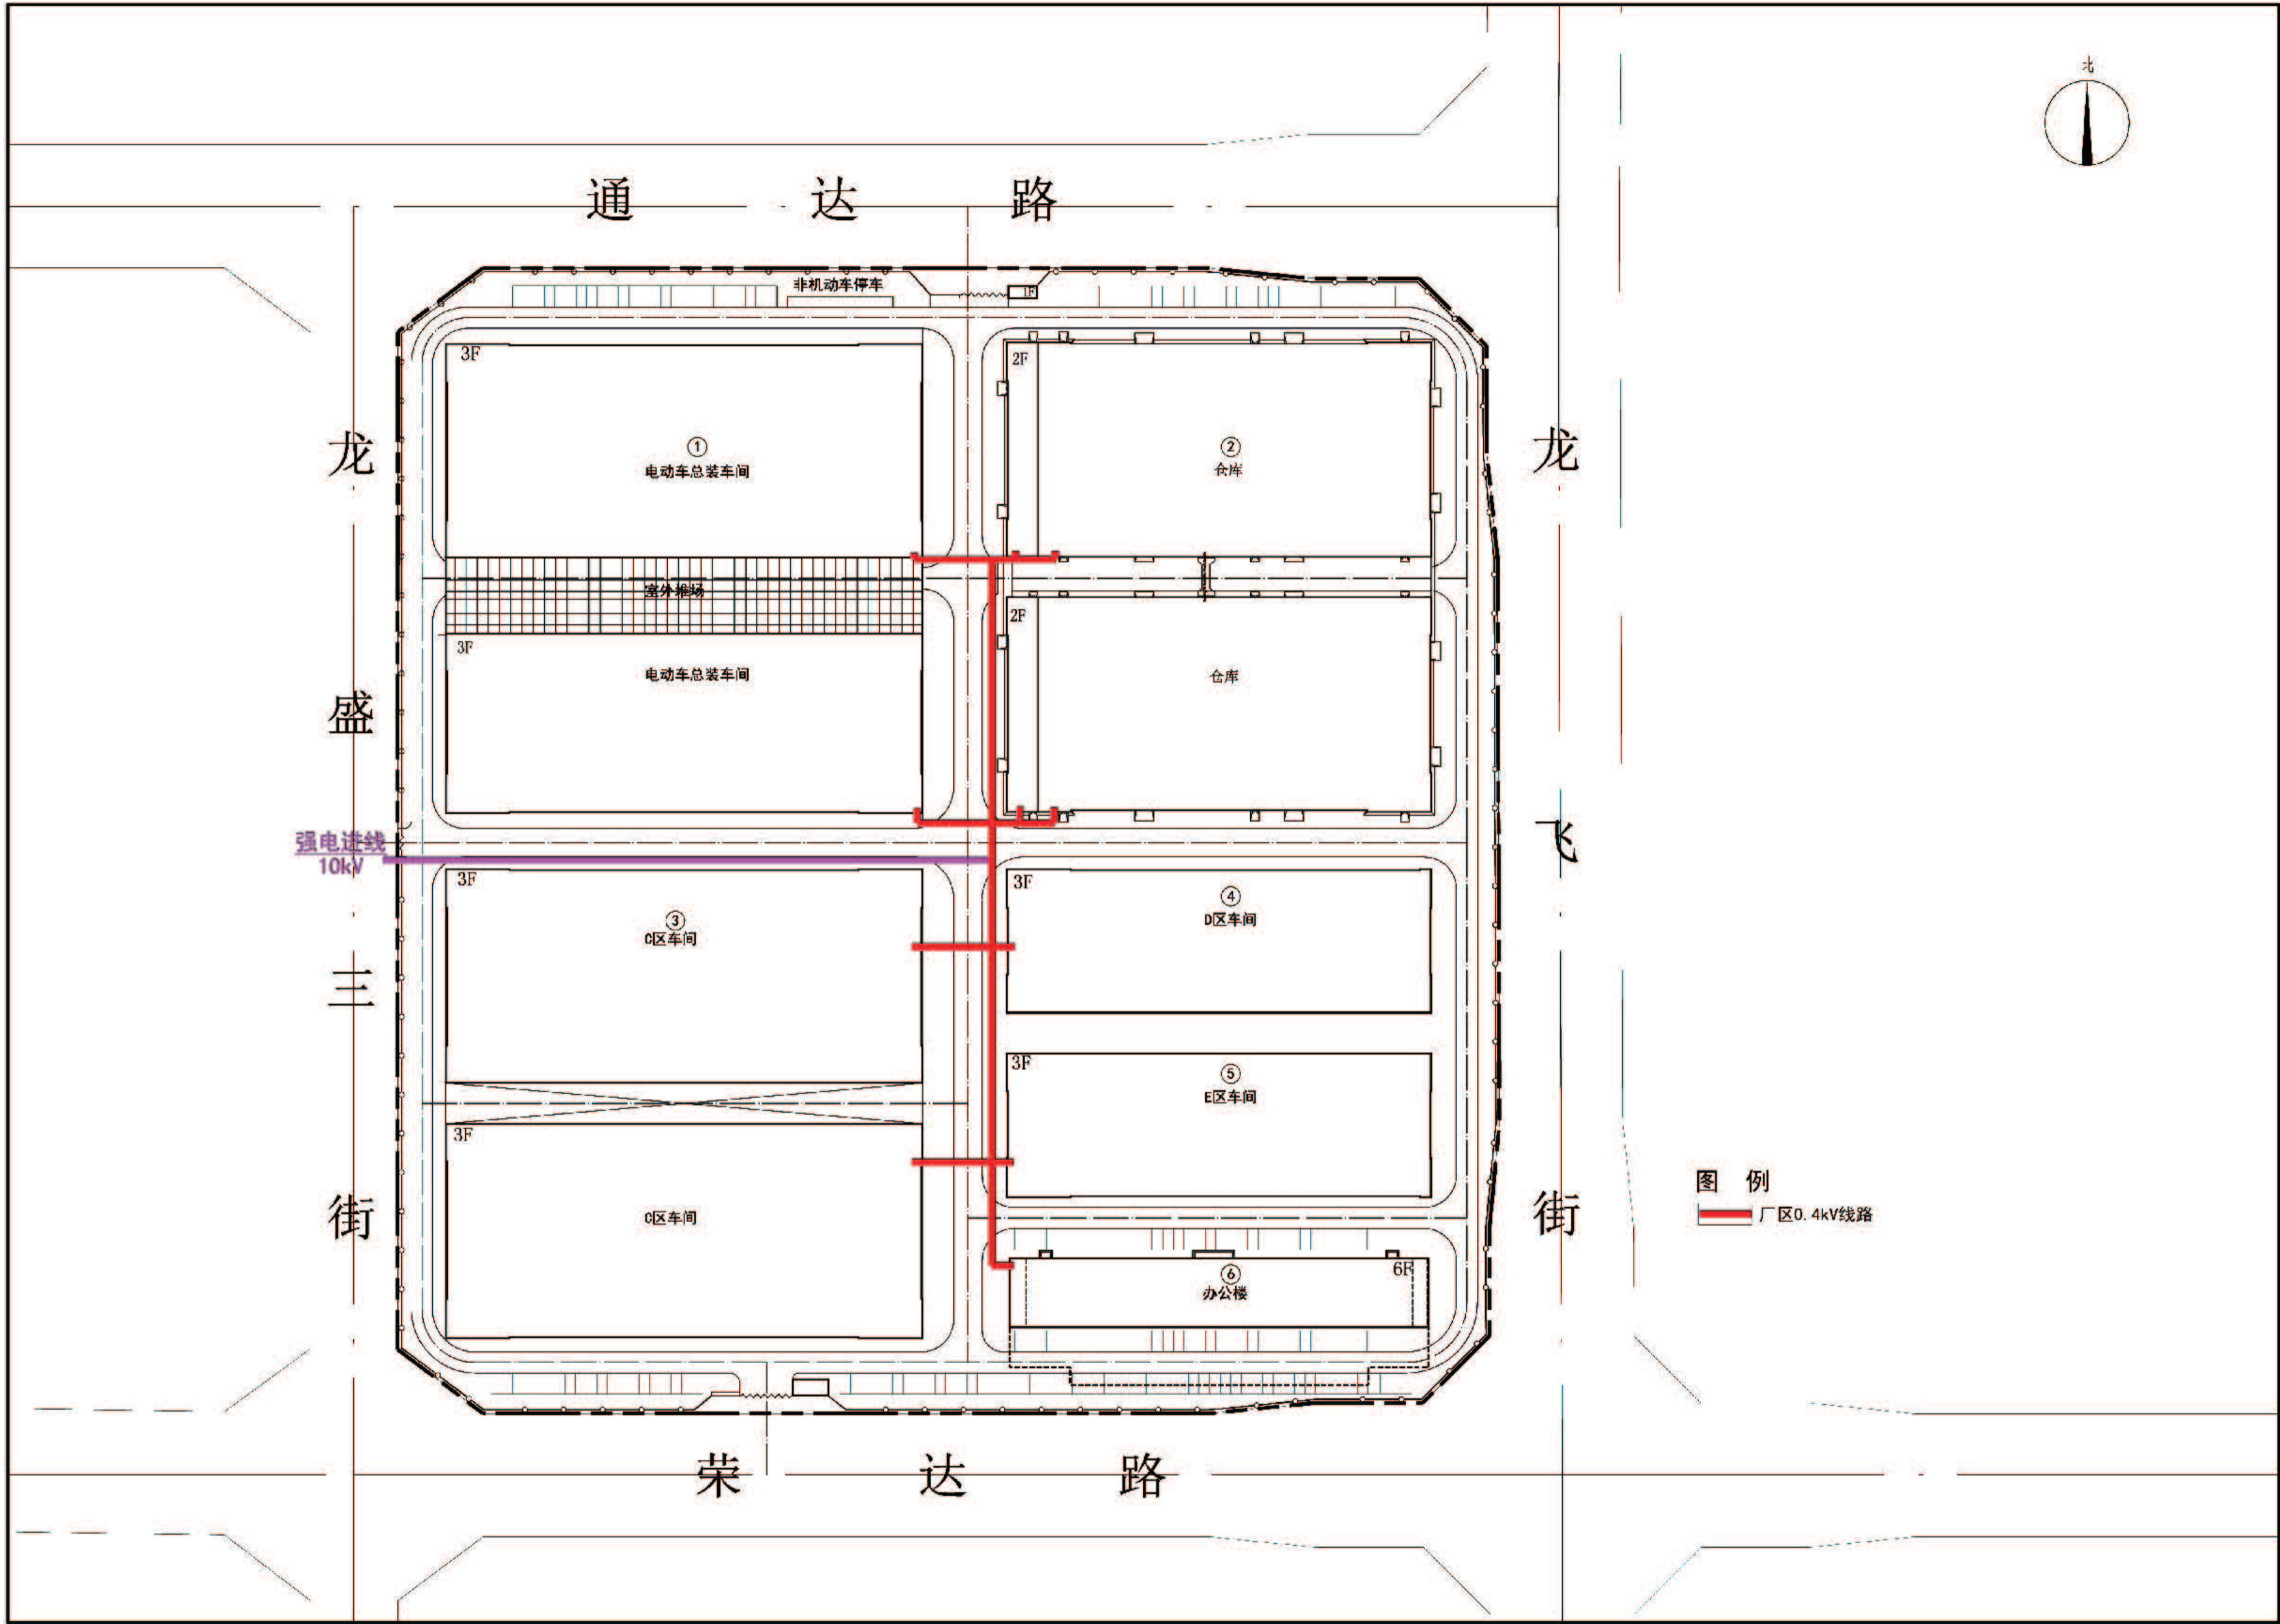 北
通达路
非机动车停车
1F
3F
2F
龙盛三街
龙飞街
①
电动车总装车间
②
仓库
室外堆场
2F
3F
电动车总装车间
仓库
强电进线
10kV
3F
3F
③
C区车间
④
D区车间
3F
⑤
E区车间
3F
C区车间
图 例
厂区0.4kV线路
⑥
6F
办公楼
荣达路